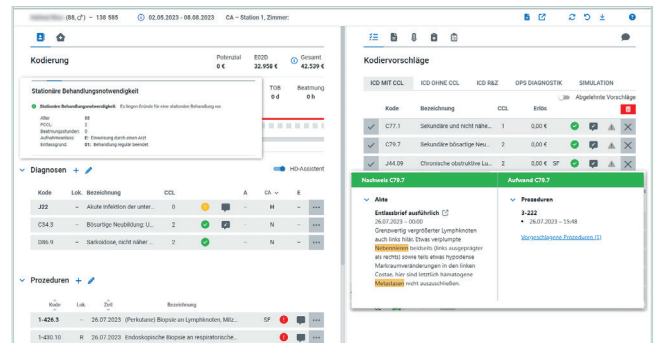 (88,♂) – 138 585
02.05.2023 - 08.08.2023
CA – Station 1, Zimmer:
Kodierung
Potenzial
0 €
E02D
32.958 €
Gesamt
42.539 €
TOB
0 d
Beatmung
0 h
Stationäre Behandlungsnotwendigkeit
Stationäre Behandlungsnotwendigkeit Es liegen Gründe für eine stationäre Behandlung vor.
Alter: 88
PCCL: 2
Beatmungsstunden: 0
Aufnahmeanlass: E: Einweisung durch einen Arzt
Entlassgrund: 01: Behandlung regulär beendet
Diagnosen +
HD-Assistent
Kode Lok. Bezeichnung CCL A CA E
J22 – Akute Infektion der unter... 0 – H –
C34.3 – Bösartige Neubildung: U... 2 – N –
D86.9 – Sarkoidose, nicht näher ... 2 – N –
Prozeduren +
Kode Lok. Zeit Bezeichnung
1-426.3 – 26.07.2023 (Perkutane) Biopsie an Lymphknoten, Milz... SF
1-430.10 R 26.07.2023 Endoskopische Biopsie an respiratorische...
Kodiervorschläge
ICD MIT CCL
ICD OHNE CCL
ICD R&Z
OPS DIAGNOSTIK
SIMULATION
Abgelehnte Vorschläge
Kode Bezeichnung CCL Erlös
C77.1 Sekundäre und nicht nähe... 1 0,00 €
C79.7 Sekundäre bösartige Neu... 2 0,00 €
J44.09 Chronische obstruktive Lu... 2 0,00 € SF
Nachweis C79.7
Akte
Entlassbrief ausführlich
26.07.2023 – 00:00
Grenzwertig vergrößerter Lymphknoten
auch links hilär. Etwas verplumpte
Nebennieren beidseits (links ausgeprägter
als rechts) sowie teils etwas hypodense
Markraumveränderungen in den linken
Costae, hier sind letztlich hämatogene
Metastasen nicht auszuschließen.
Aufwand C79.7
Prozeduren
3-222
• 26.07.2023 – 15:48
Vorgeschlagene Prozeduren (1)